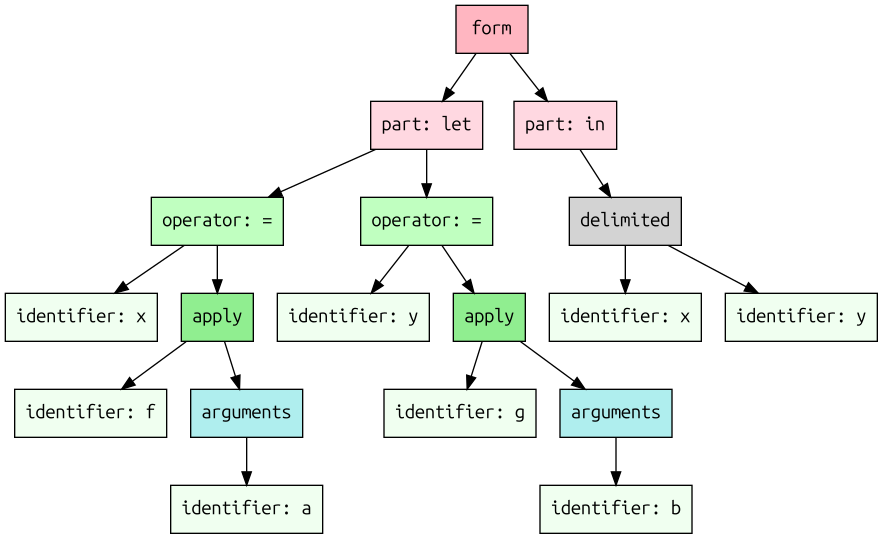 form
part: let
part: in
operator: =
operator: =
delimited
identifier: x
apply
identifier: y
apply
identifier: x
identifier: y
identifier: f
arguments
identifier: g
arguments
identifier: a
identifier: b